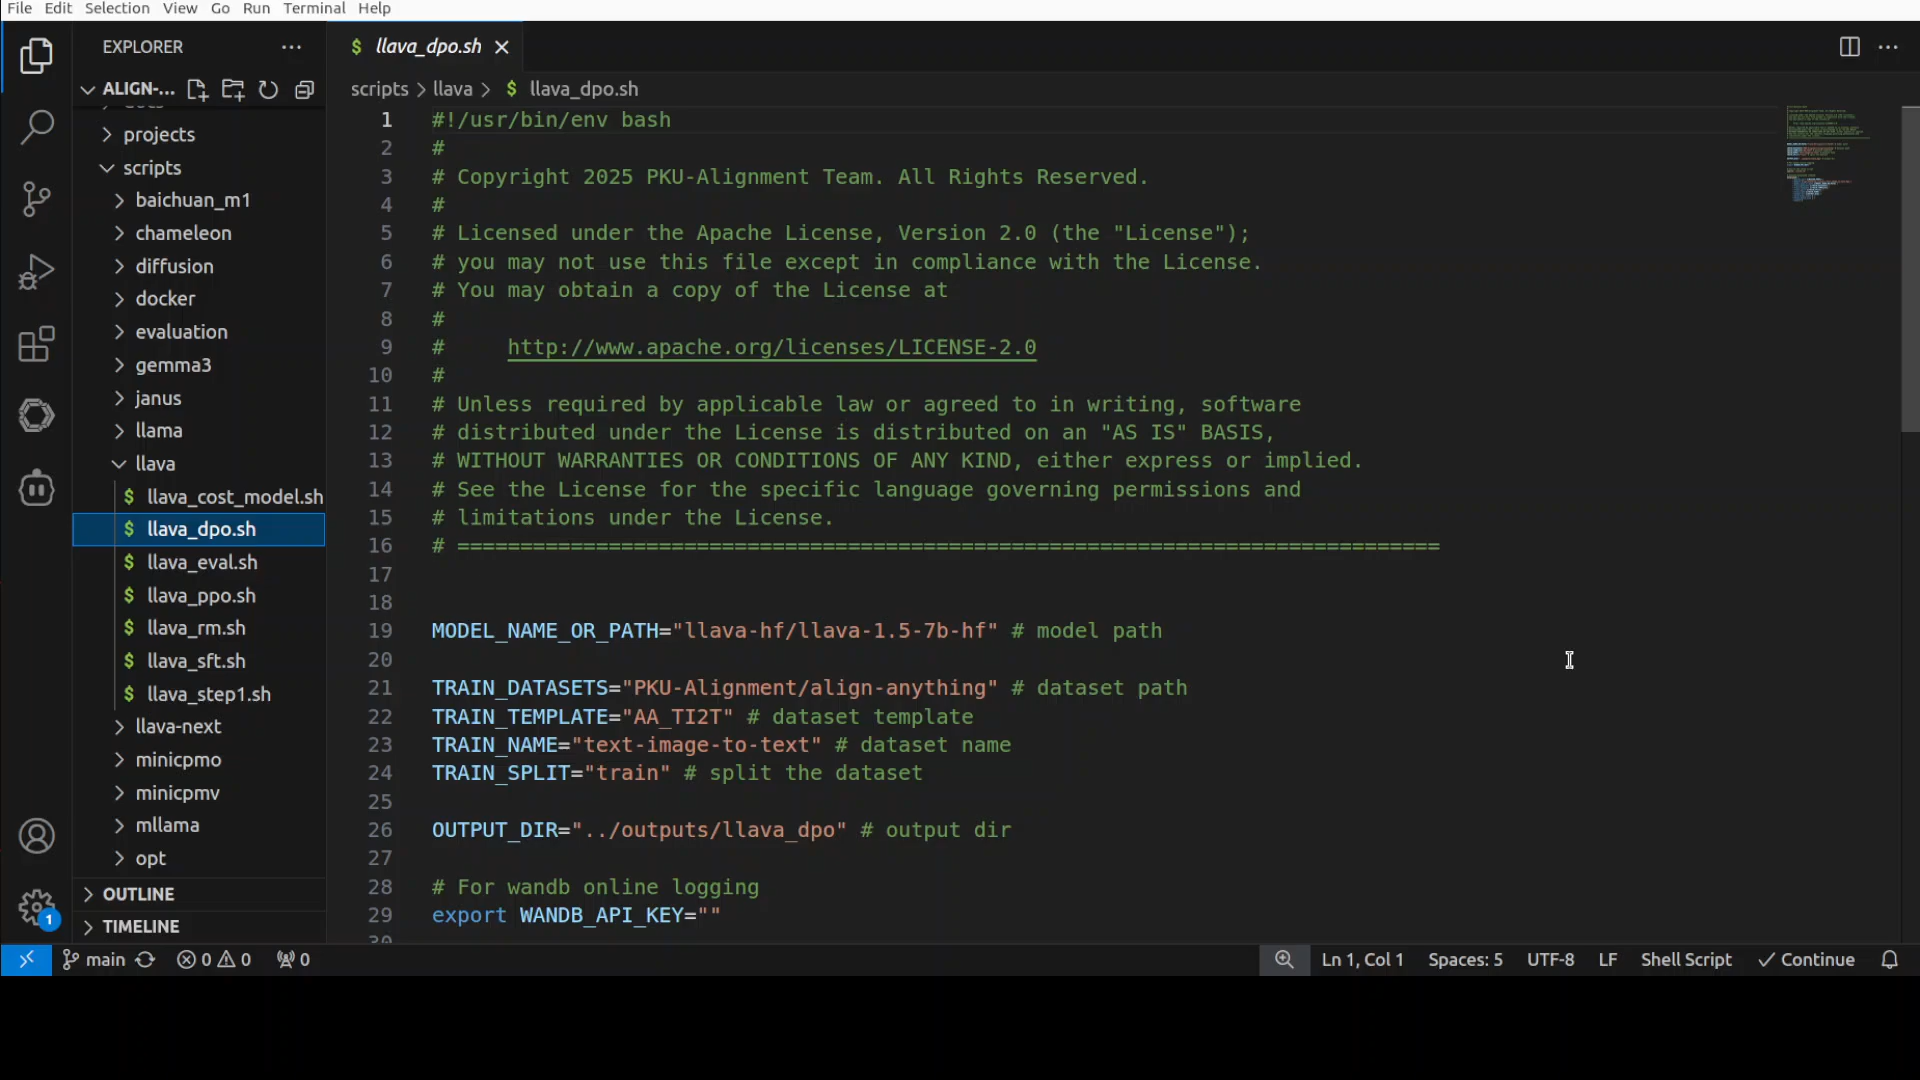 File Edit Selection View Go Run Terminal Help
EXPLORER
ALIGN-...
projects
scripts
baichuan_m1
chameleon
diffusion
docker
evaluation
gemma3
janus
llama
llava
$ llava_cost_model.sh
$ llava_dpo.sh
$ llava_eval.sh
$ llava_ppo.sh
$ llava_rm.sh
$ llava_sft.sh
$ llava_step1.sh
llava-next
minicpmo
minicpmv
mllama
opt
OUTLINE
TIMELINE
1
$ llava_dpo.sh
scripts > llava > $ llava_dpo.sh
1 #!/usr/bin/env bash
2 #
3 # Copyright 2025 PKU-Alignment Team. All Rights Reserved.
4 #
5 # Licensed under the Apache License, Version 2.0 (the "License");
6 # you may not use this file except in compliance with the License.
7 # You may obtain a copy of the License at
8 #
9 #     http://www.apache.org/licenses/LICENSE-2.0
10 #
11 # Unless required by applicable law or agreed to in writing, software
12 # distributed under the License is distributed on an "AS IS" BASIS,
13 # WITHOUT WARRANTIES OR CONDITIONS OF ANY KIND, either express or implied.
14 # See the License for the specific language governing permissions and
15 # limitations under the License.
16 # ==============================================================================
17
18
19 MODEL_NAME_OR_PATH="llava-hf/llava-1.5-7b-hf" # model path
20
21 TRAIN_DATASETS="PKU-Alignment/align-anything" # dataset path
22 TRAIN_TEMPLATE="AA_TI2T" # dataset template
23 TRAIN_NAME="text-image-to-text" # dataset name
24 TRAIN_SPLIT="train" # split the dataset
25
26 OUTPUT_DIR="../outputs/llava_dpo" # output dir
27
28 # For wandb online logging
29 export WANDB_API_KEY=""
30
main 0 0 0 Ln 1, Col 1 Spaces: 5 UTF-8 LF Shell Script Continue